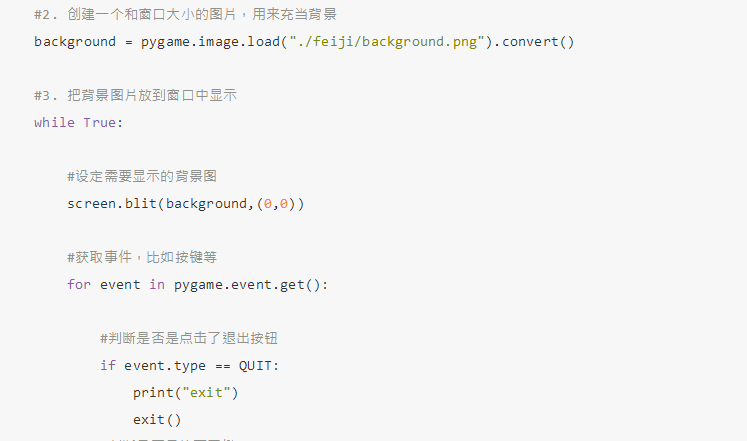 #2. 创建一个和窗口大小的图片，用来充当背景
background = pygame.image.load("./feiji/background.png").convert()
#3. 把背景图片放到窗口中显示
while True:
#设定需要显示的背景图
screen.blit(background,(0,0))
#获取事件，比如按键等
for event in pygame.event.get():
#判断是否是点击了退出按钮
if event.type == QUIT:
print("exit")
exit()